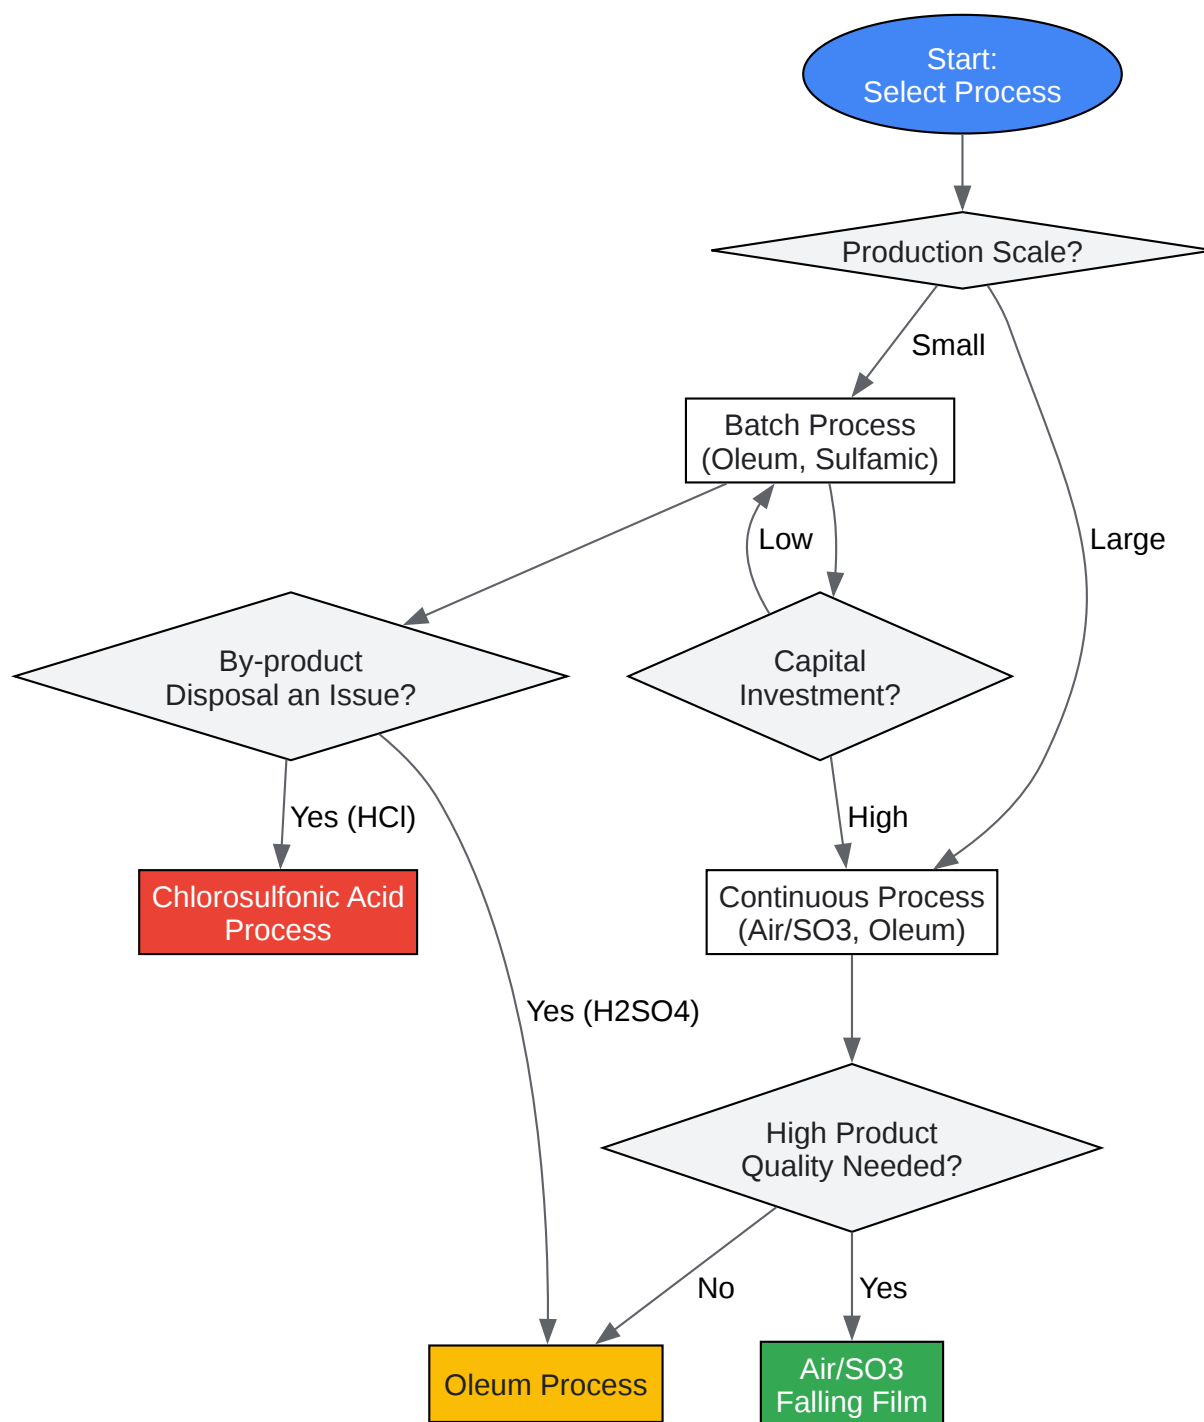 Start:
Select Process
Production Scale?
Small
Batch Process
(Oleum, Sulfamic)
Low
Large
By-product
Disposal an Issue?
Capital
Investment?
Yes (HCl)
High
Chlorosulfonic Acid
Process
Continuous Process
(Air/SO3, Oleum)
Yes (H2SO4)
High Product
Quality Needed?
No
Yes
Oleum Process
Air/SO3
Falling Film